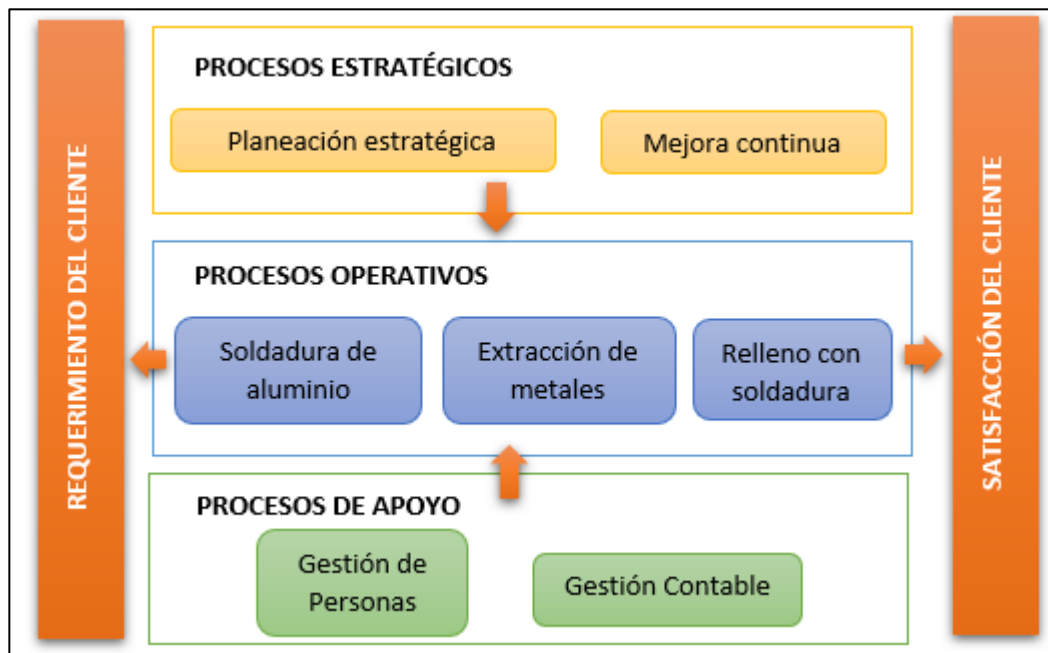 REQUERIMIENTO DEL CLIENTE
PROCESOS ESTRATÉGICOS
Planeación estratégica
Mejora continua
PROCESOS OPERATIVOS
Soldadura de
aluminio
Extracción de
metales
Relleno con
soldadura
PROCESOS DE APOYO
Gestión de
Personas
Gestión Contable
SATISFACCIÓN DEL CLIENTE